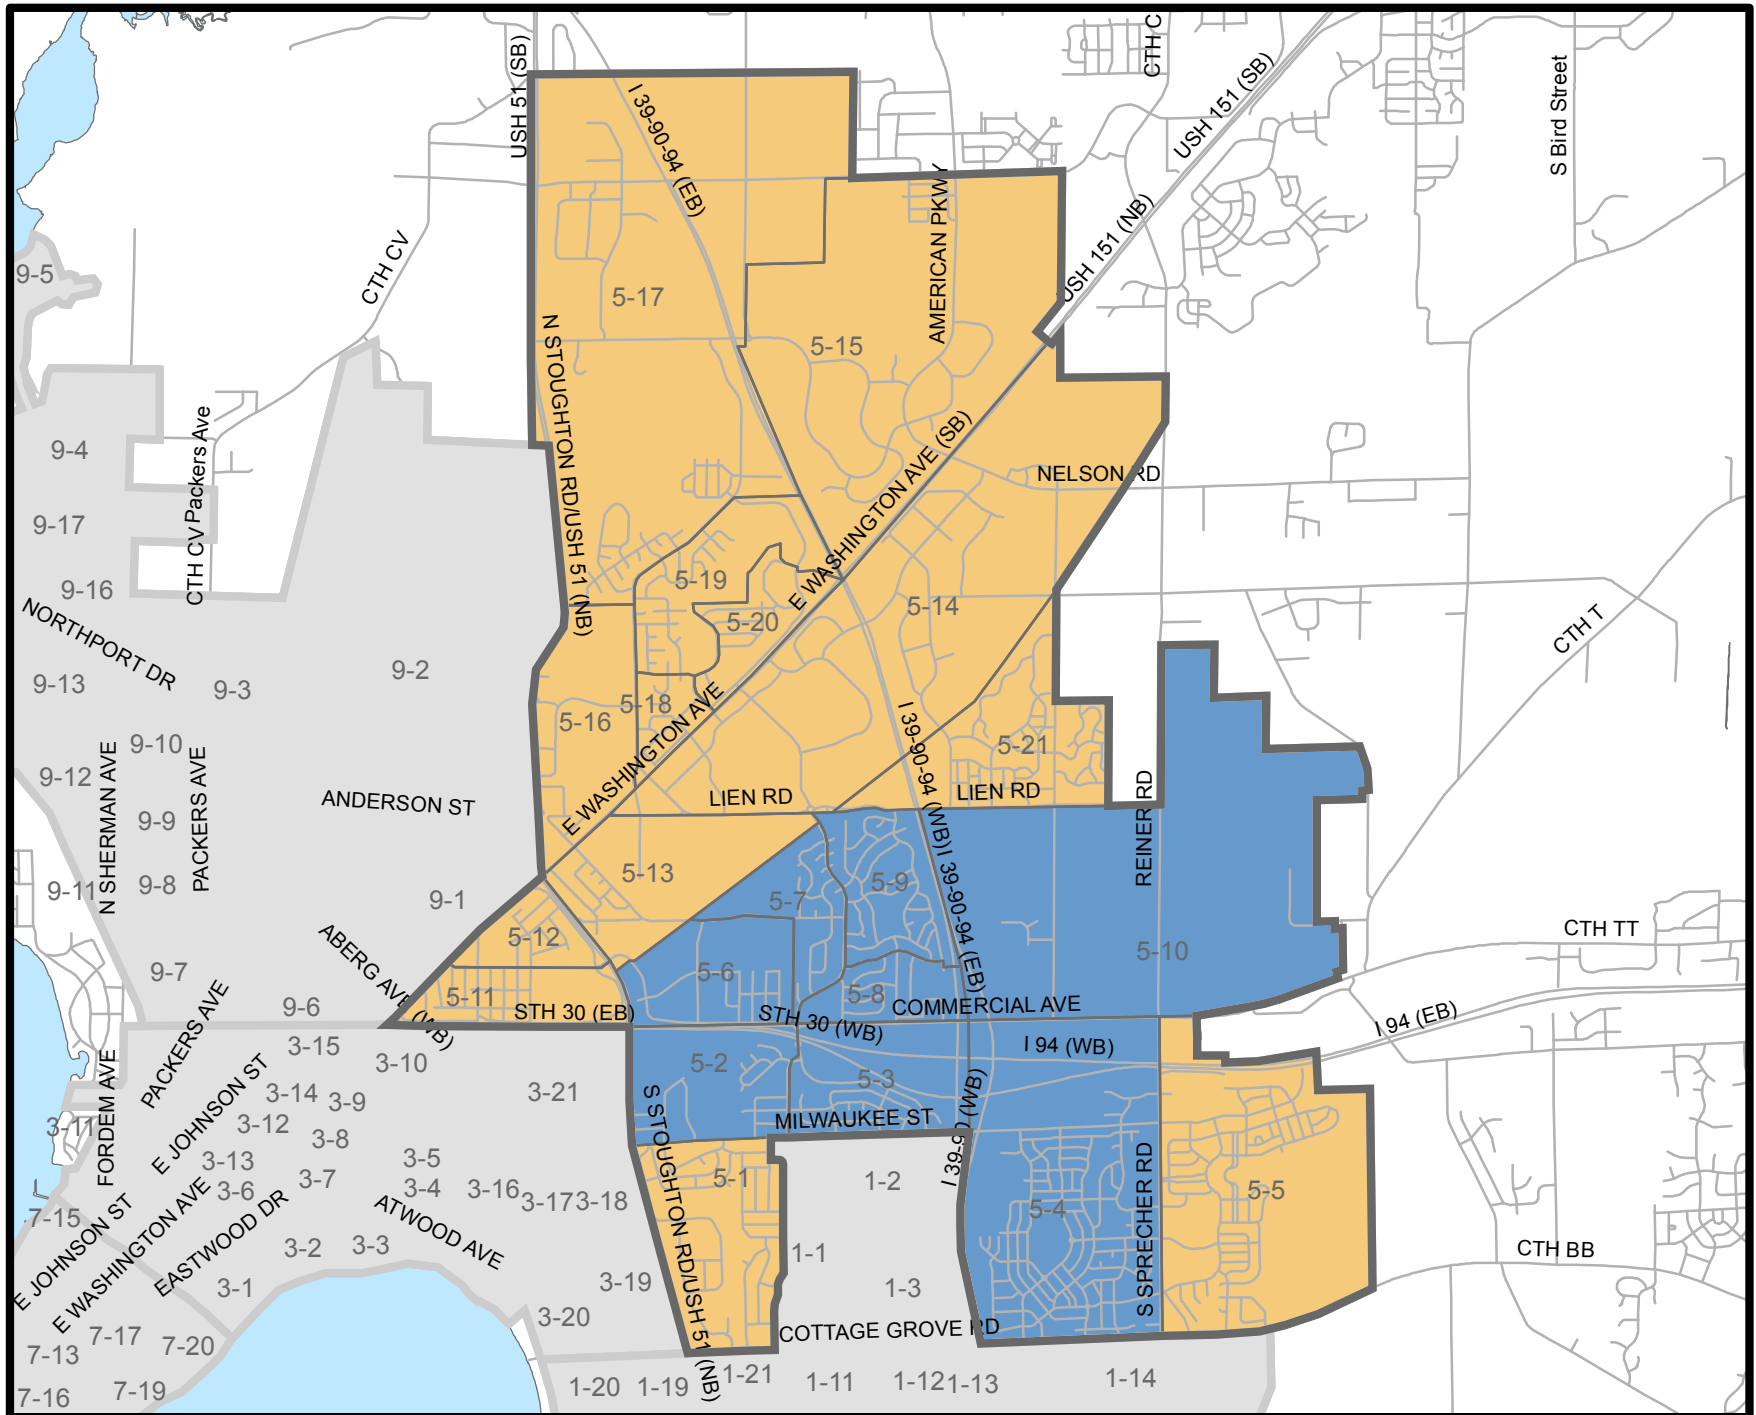 USH 51 (SB)
I 39-90-94 (EB)
CTH C
USH 151 (SB)
S Bird Street
USH 151 (NB)
AMERICAN PKWY
CTH CV
9-5
5-17
5-15
N STOUGHTON RD/USH 51 (NB)
9-4
CTH CV Packers Ave
E WASHINGTON AVE (SB)
NELSON RD
9-17
9-16
5-19
5-20
5-14
NORTHPORT DR
CTH T
9-13
9-3
9-2
5-16
5-18
E WASHINGTON AVE
5-21
I 39-90-94 (WB)
9-10
9-12
N SHERMAN AVE
PACKERS AVE
ANDERSON ST
LIEN RD
LIEN RD
REINER RD
9-9
9-8
9-11
9-1
5-13
5-7
5-9
I 39-90-94 (EB)
ABERG AVE (WB)
5-12
5-10
CTH TT
9-7
5-6
5-8
5-11
9-6
PACKERS AVE
STH 30 (EB)
STH 30 (WB)
COMMERCIAL AVE
I 94 (WB)
I 94 (EB)
3-15
3-10
5-2
5-3
FORDEM AVE
E JOHNSON ST
3-14
3-9
3-21
3-11
3-12
3-8
MILWAUKEE ST
I 39-90 (WB)
S STOUGHTON RD/USH 51 (NB)
3-13
3-5
3-6
3-7
3-4
3-16
3-17
3-18
5-1
1-2
5-4
S SPRECHER RD
5-5
7-15
E JOHNSON ST
E WASHINGTON AVE
EASTWOOD DR
ATWOOD AVE
3-2
3-3
1-1
CTH BB
3-1
3-19
1-3
3-20
COTTAGE GROVE RD
7-17
7-20
7-13
7-16
7-19
1-20
1-19
1-21
1-11
1-12
1-13
1-14